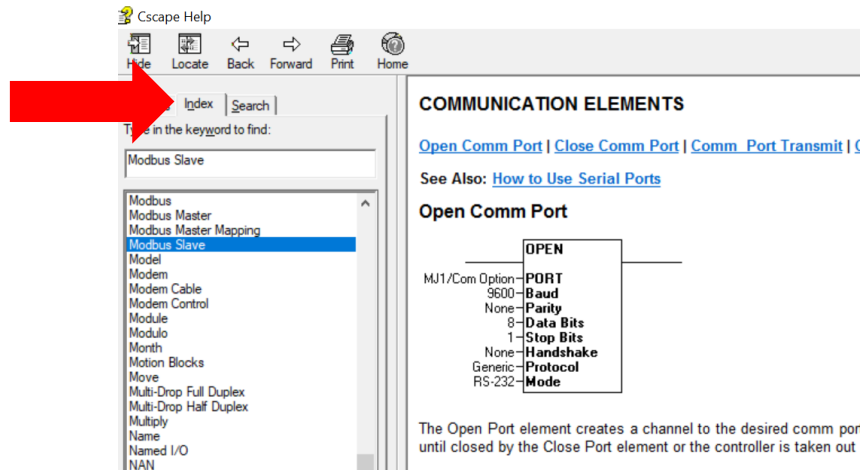 Cscape Help
Hide Locate Back Forward Print Home
Index Search
Type in the keyword to find:
Modbus Slave
Modbus
Modbus Master
Modbus Master Mapping
Modbus Slave
Model
Modem
Modem Cable
Modem Control
Module
Modulo
Month
Motion Blocks
Move
Multi-Drop Full Duplex
Multi-Drop Half Duplex
Multiply
Name
Named I/O
NAN
COMMUNICATION ELEMENTS
Open Comm Port | Close Comm Port | Comm Port Transmit |
See Also: How to Use Serial Ports
Open Comm Port
OPEN
MJ1/Com Option PORT
9600 Baud
None Parity
8 Data Bits
1 Stop Bits
None Handshake
Generic Protocol
RS-232 Mode
The Open Port element creates a channel to the desired comm por
until closed by the Close Port element or the controller is taken out